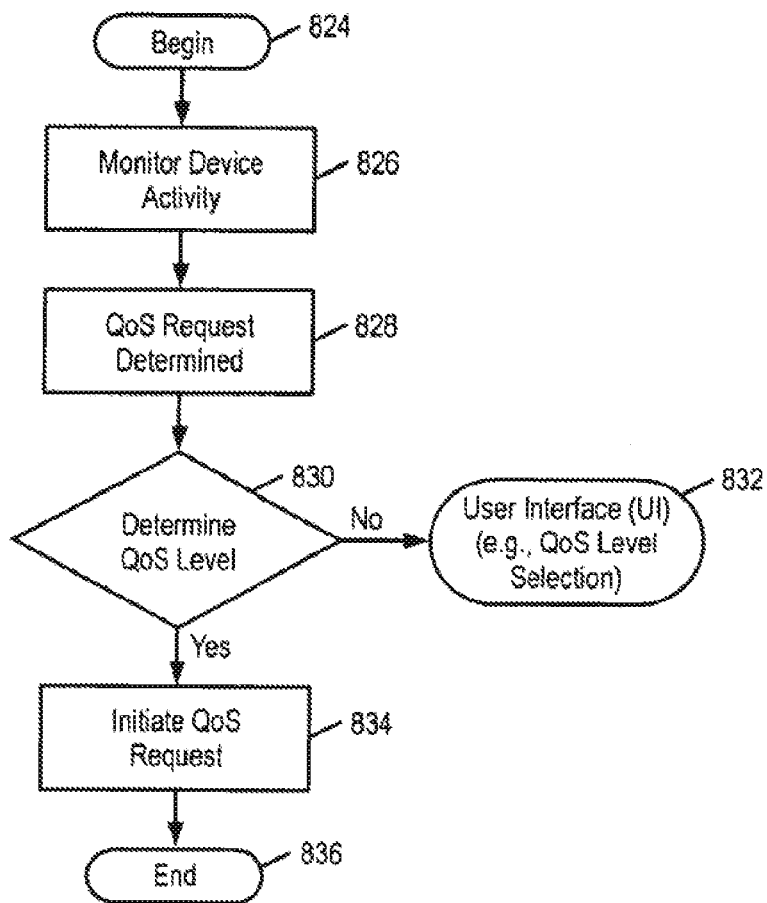 Begin
824
Monitor Device
Activity
826
QoS Request
Determined
828
830
Determine
QoS Level
No
832
User Interface (UI)
(e.g., QoS Level
Selection)
Yes
Initiate QoS
Request
834
End
836